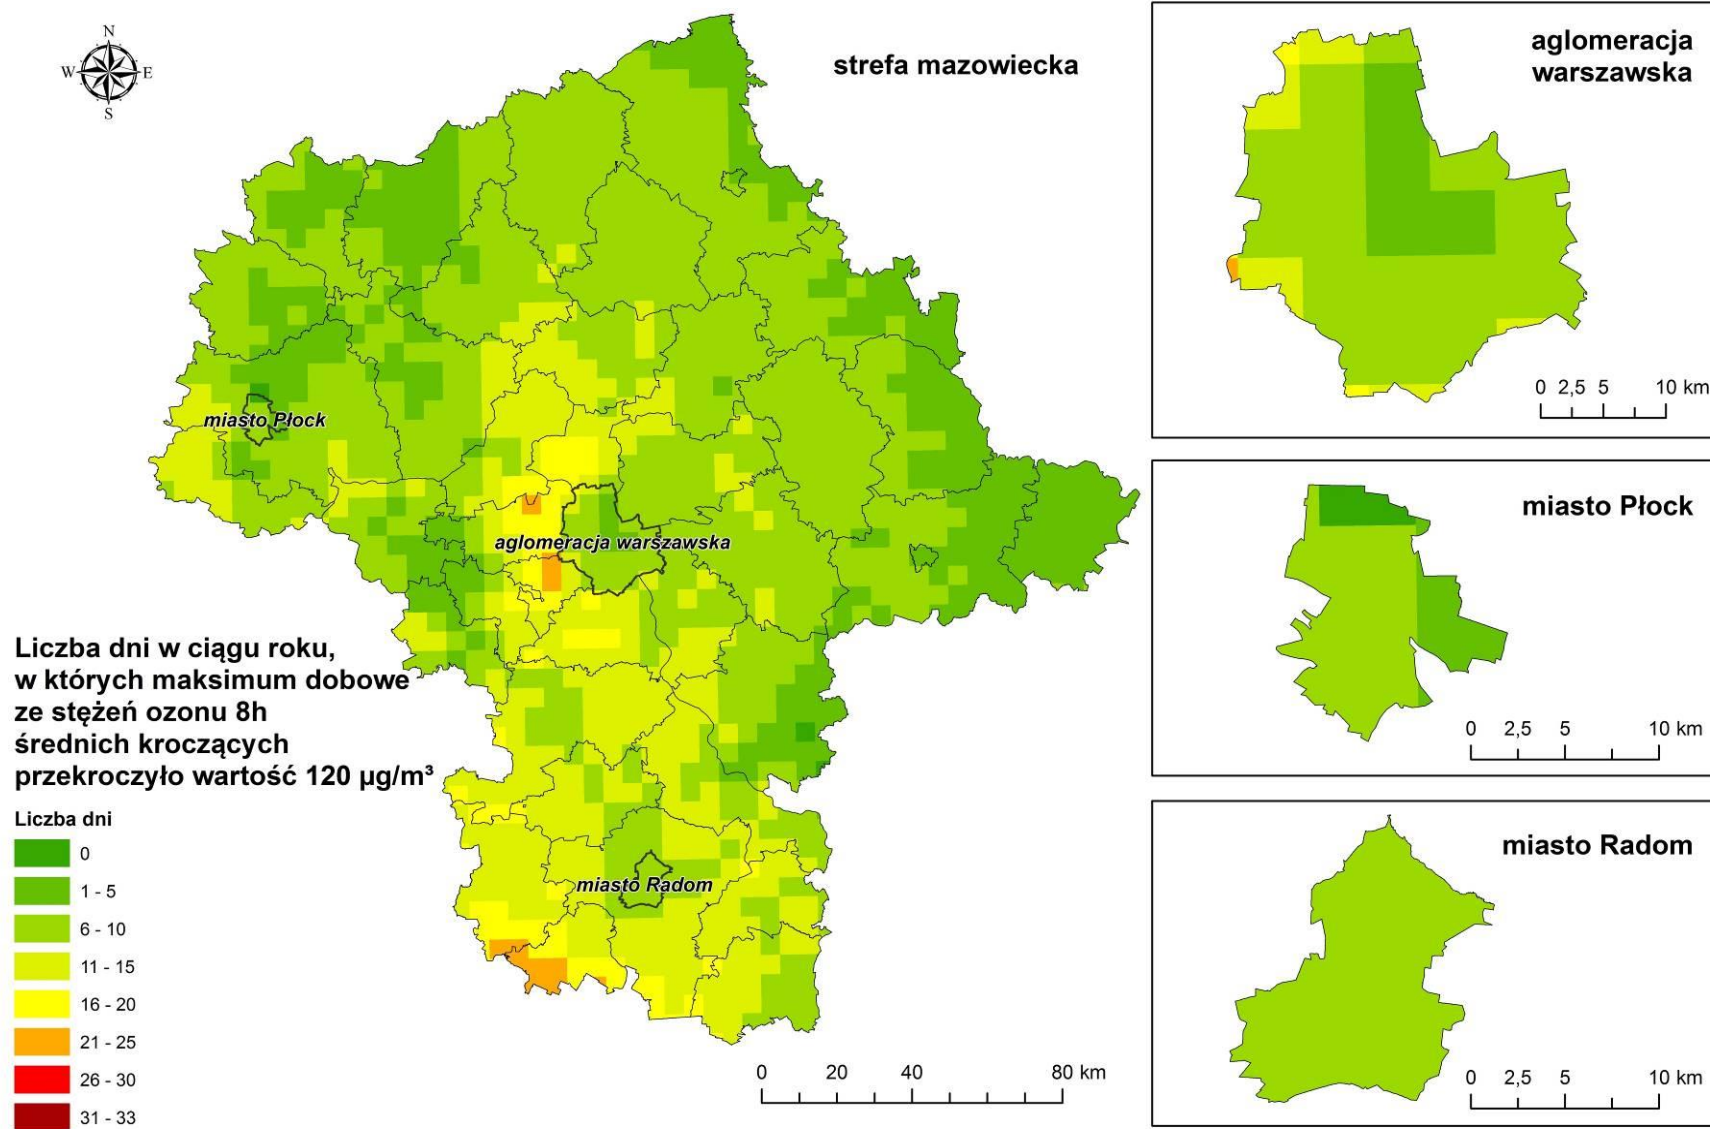 N
W E
S
strefa mazowiecka
miasto Płock
aglomeracja warszawska
miasto Radom
Liczba dni w ciągu roku,
w których maksimum dobowe
ze stężeń ozonu 8h
średnich kroczących
przekroczyło wartość 120 µg/m³
Liczba dni
0
1 - 5
6 - 10
11 - 15
16 - 20
21 - 25
26 - 30
31 - 33
0 20 40 80 km
aglomeracja
warszawska
0 2,5 5 10 km
miasto Płock
0 2,5 5 10 km
miasto Radom
0 2,5 5 10 km